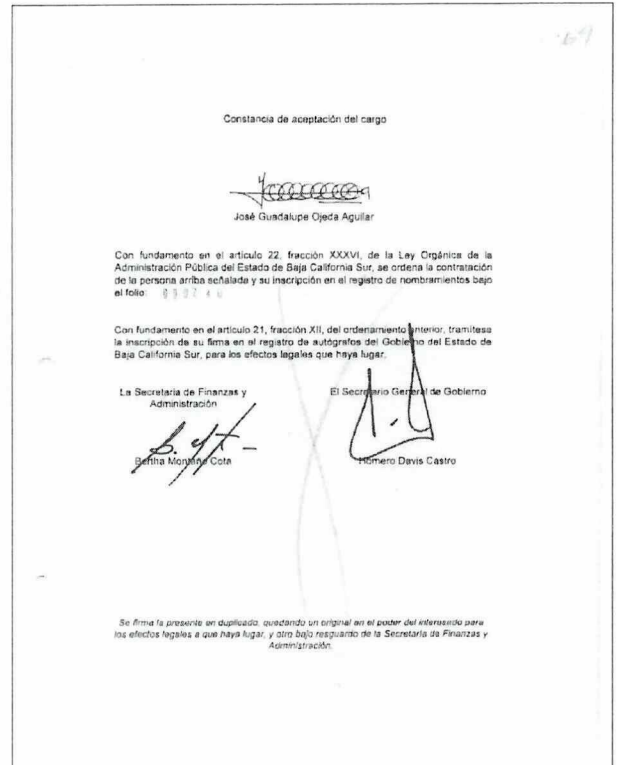 69
Constancia de aceptación del cargo
José Guadalupe Ojeda Aguilar
Con fundamento en el artículo 22, fracción XXXVI, de la Ley Orgánica de la
Administración Pública del Estado de Baja California Sur, se ordena la contratación
de la persona arriba señalada y su inscripción en el registro de nombramientos bajo
el folio:
Con fundamento en el artículo 21, fracción XII, del ordenamiento anterior, tramítese
la inscripción de su firma en el registro de autógrafos del Gobierno del Estado de
Baja California Sur, para los efectos legales que haya lugar.
La Secretaria de Finanzas y
Administración
El Secretario General de Gobierno
Bertha Montaño Cota
Homero Davis Castro
Se firma la presente en duplicado, quedando un original en el poder del interesado para
los efectos legales a que haya lugar, y otro bajo resguardo de la Secretaría de Finanzas y
Administración.